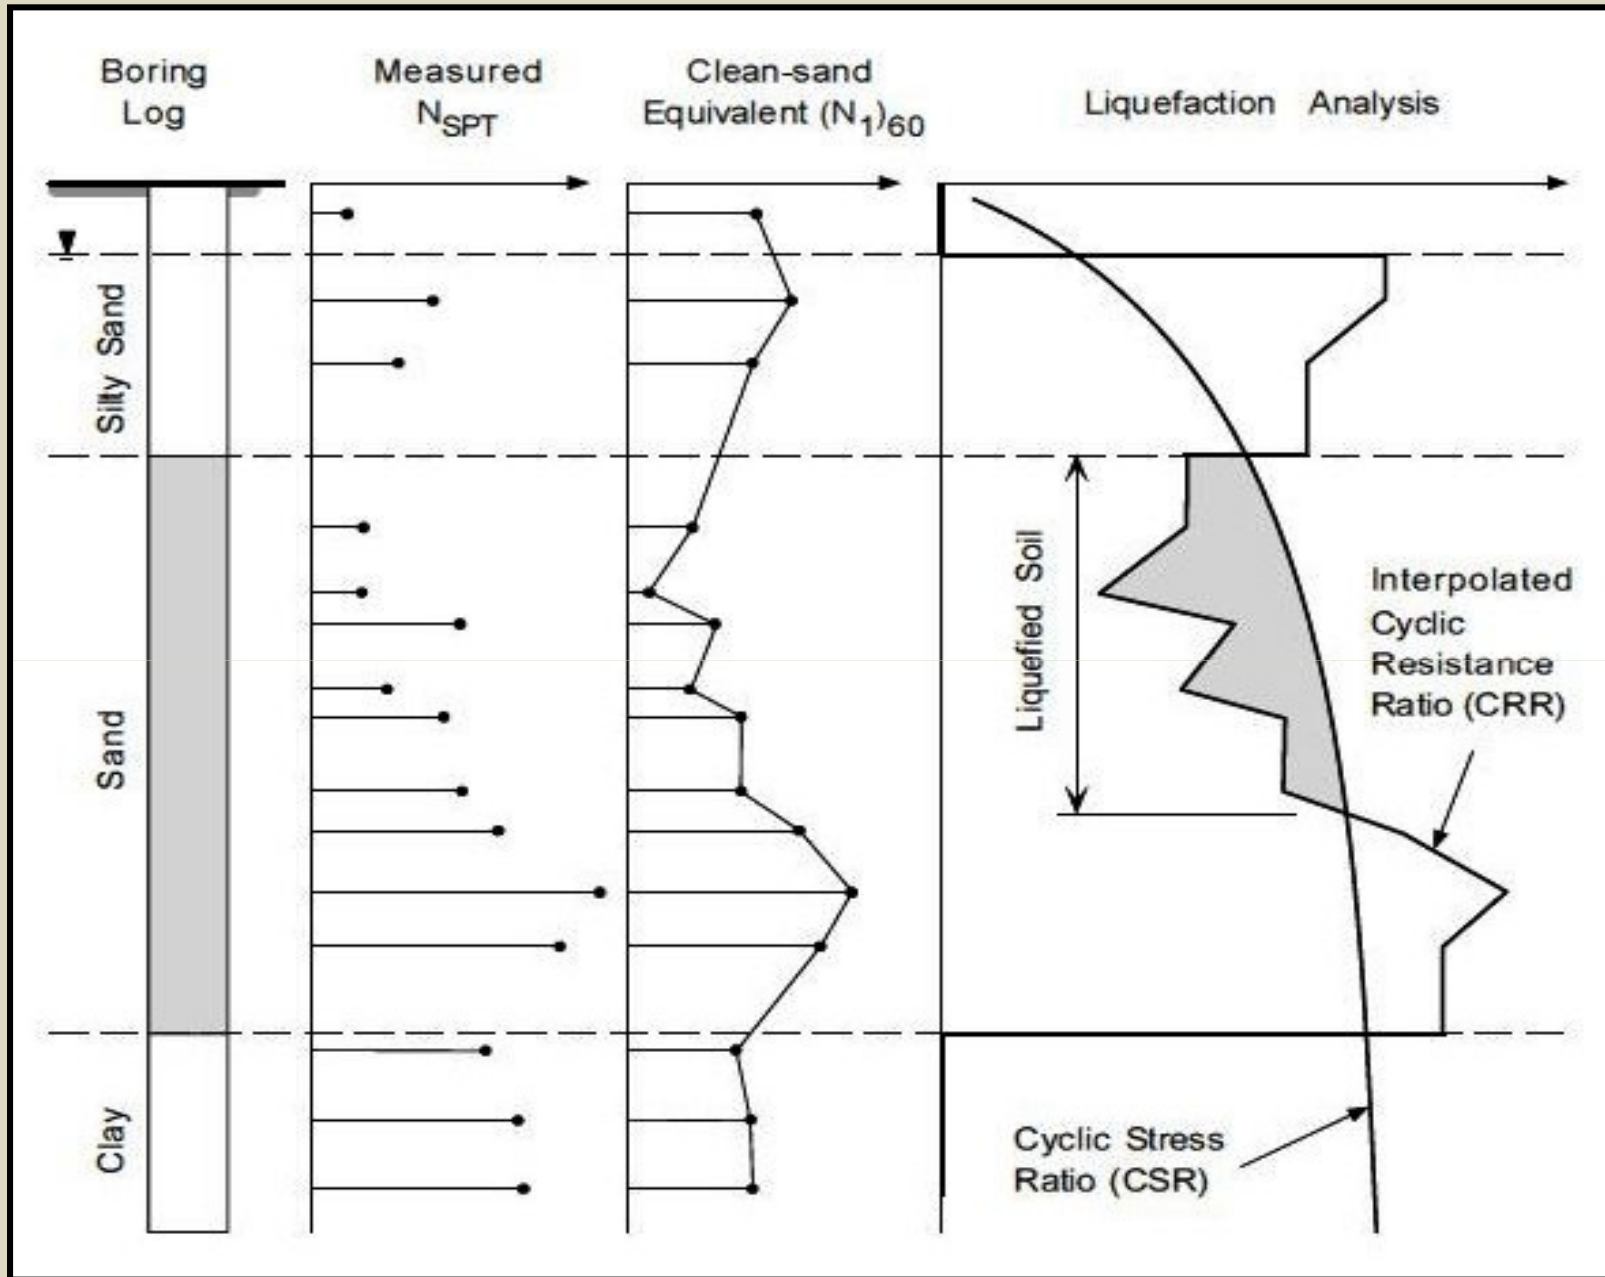 Boring
Log
Measured
NSPT
Clean-sand
Equivalent (N1)60
Liquefaction Analysis
Silty Sand
Sand
Clay
Liquefied Soil
Interpolated
Cyclic
Resistance
Ratio (CRR)
Cyclic Stress
Ratio (CSR)